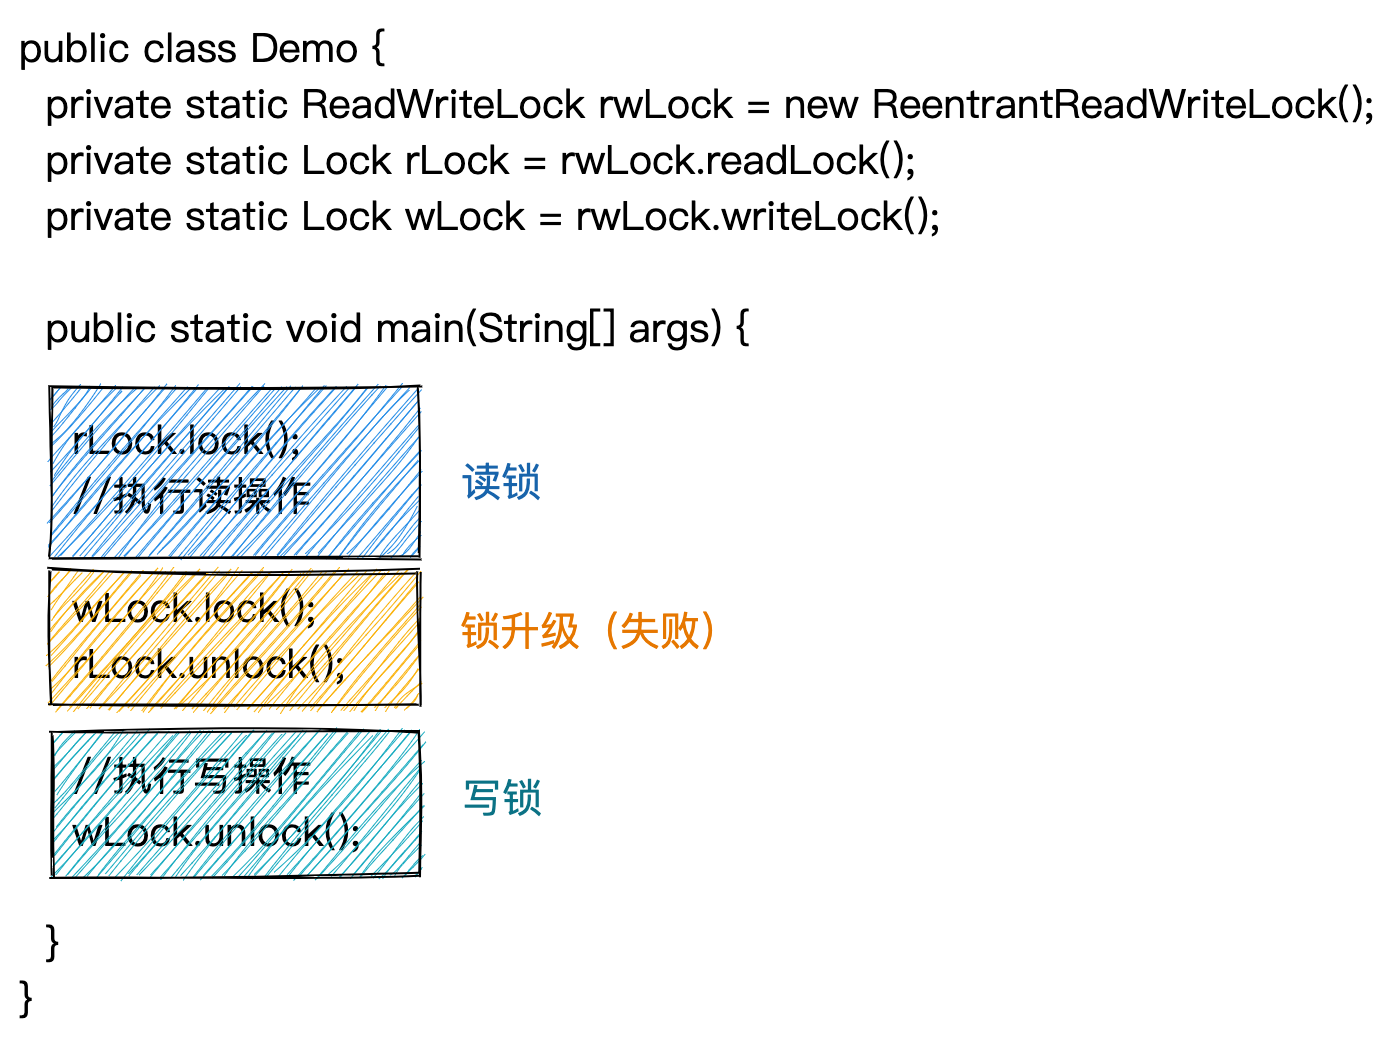 public class Demo {
private static ReadWriteLock rwLock = new ReentrantReadWriteLock();
private static Lock rLock = rwLock.readLock();
private static Lock wLock = rwLock.writeLock();
public static void main(String[] args) {
rLock.lock();
//执行读操作
读锁
wLock.lock();
rLock.unlock();
锁升级（失败）
//执行写操作
wLock.unlock();
写锁
}
}